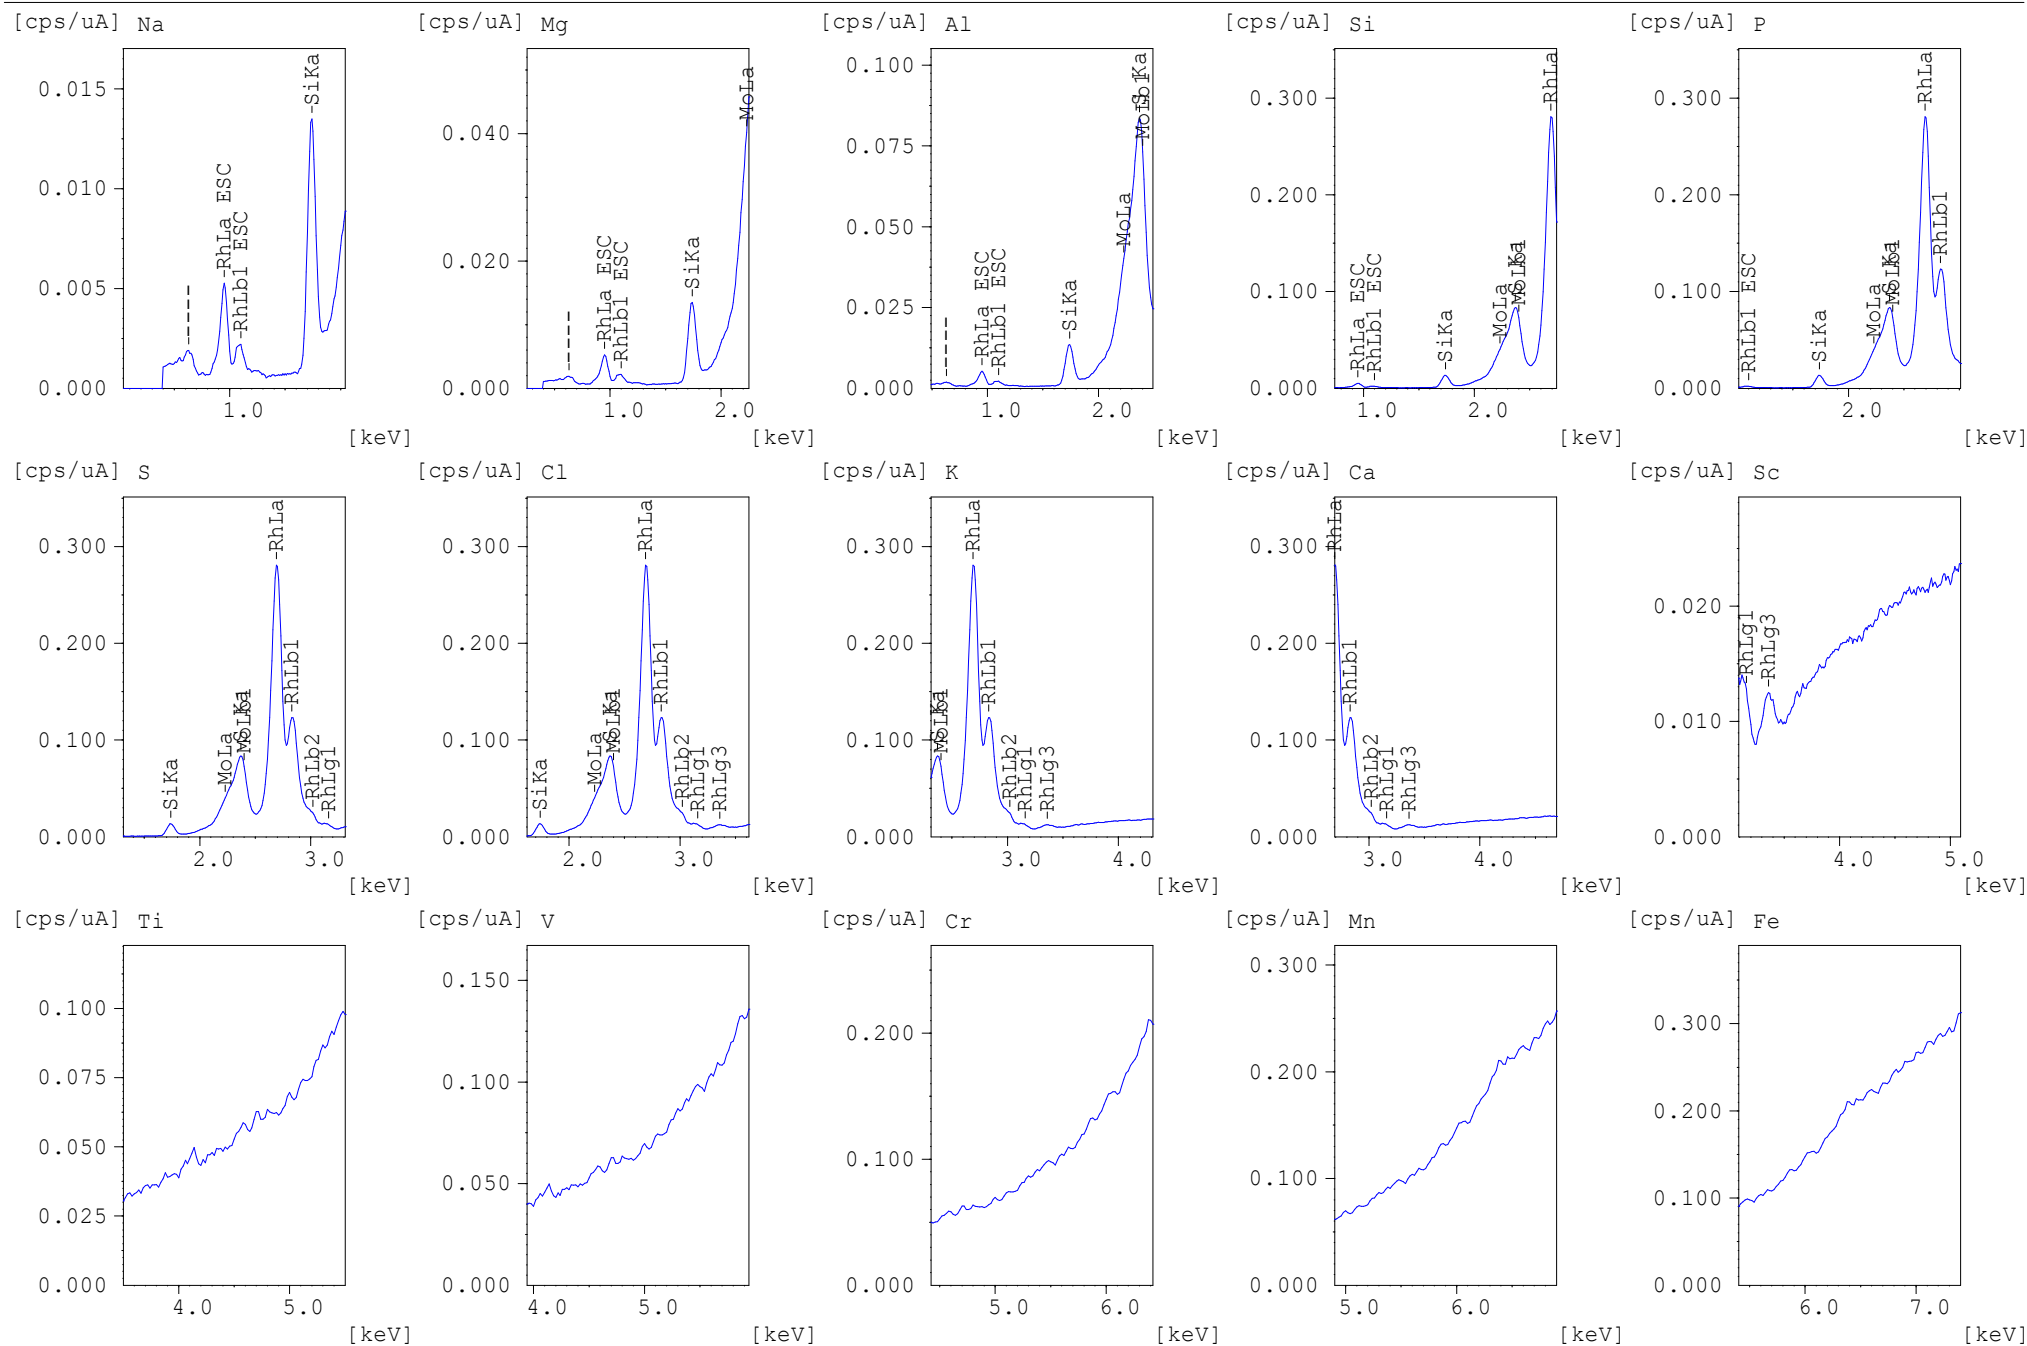 [cps/uA] Na [cps/uA] Mg [cps/uA] Al [cps/uA] Si [cps/uA] P
0.015 0.010 0.005 0.000
RhLa ESC
RhLb1 ESC
SiKa
1.0
[keV]
0.040 0.020 0.000
RhLa ESC
RhLb1 ESC
SiKa
MoLa
1.0 2.0
[keV]
0.100 0.075 0.050 0.025 0.000
RhLa ESC
RhLb1 ESC
SiKa
MoLa
S Ka
MoLb1
1.0 2.0
[keV]
0.300 0.200 0.100 0.000
RhLa ESC
RhLb1 ESC
SiKa
MoLa
S Ka
MoLb1
RhLa
1.0 2.0
[keV]
0.300 0.200 0.100 0.000
RhLb1 ESC
SiKa
MoLa
S Ka
MoLb1
RhLa
RhLb1
2.0
[keV]
[cps/uA] S [cps/uA] Cl [cps/uA] K [cps/uA] Ca [cps/uA] Sc
0.300 0.200 0.100 0.000
SiKa
MoLa
S Ka
MoLb1
RhLa
RhLb1
RhLb2
RhLg1
2.0 3.0
[keV]
0.300 0.200 0.100 0.000
SiKa
MoLa
S Ka
MoLb1
RhLa
RhLb1
RhLb2
RhLg1
RhLg3
2.0 3.0
[keV]
0.300 0.200 0.100 0.000
S Ka
MoLb1
RhLa
RhLb1
RhLb2
RhLg1
RhLg3
3.0 4.0
[keV]
0.300 0.200 0.100 0.000
RhLa
RhLb1
RhLb2
RhLg1
RhLg3
3.0 4.0
[keV]
0.020 0.010 0.000
RhLg1
RhLg3
4.0 5.0
[keV]
[cps/uA] Ti [cps/uA] V [cps/uA] Cr [cps/uA] Mn [cps/uA] Fe
0.100 0.075 0.050 0.025 0.000
4.0 5.0
[keV]
0.150 0.100 0.050 0.000
4.0 5.0
[keV]
0.200 0.100 0.000
5.0 6.0
[keV]
0.300 0.200 0.100 0.000
5.0 6.0
[keV]
0.300 0.200 0.100 0.000
6.0 7.0
[keV]